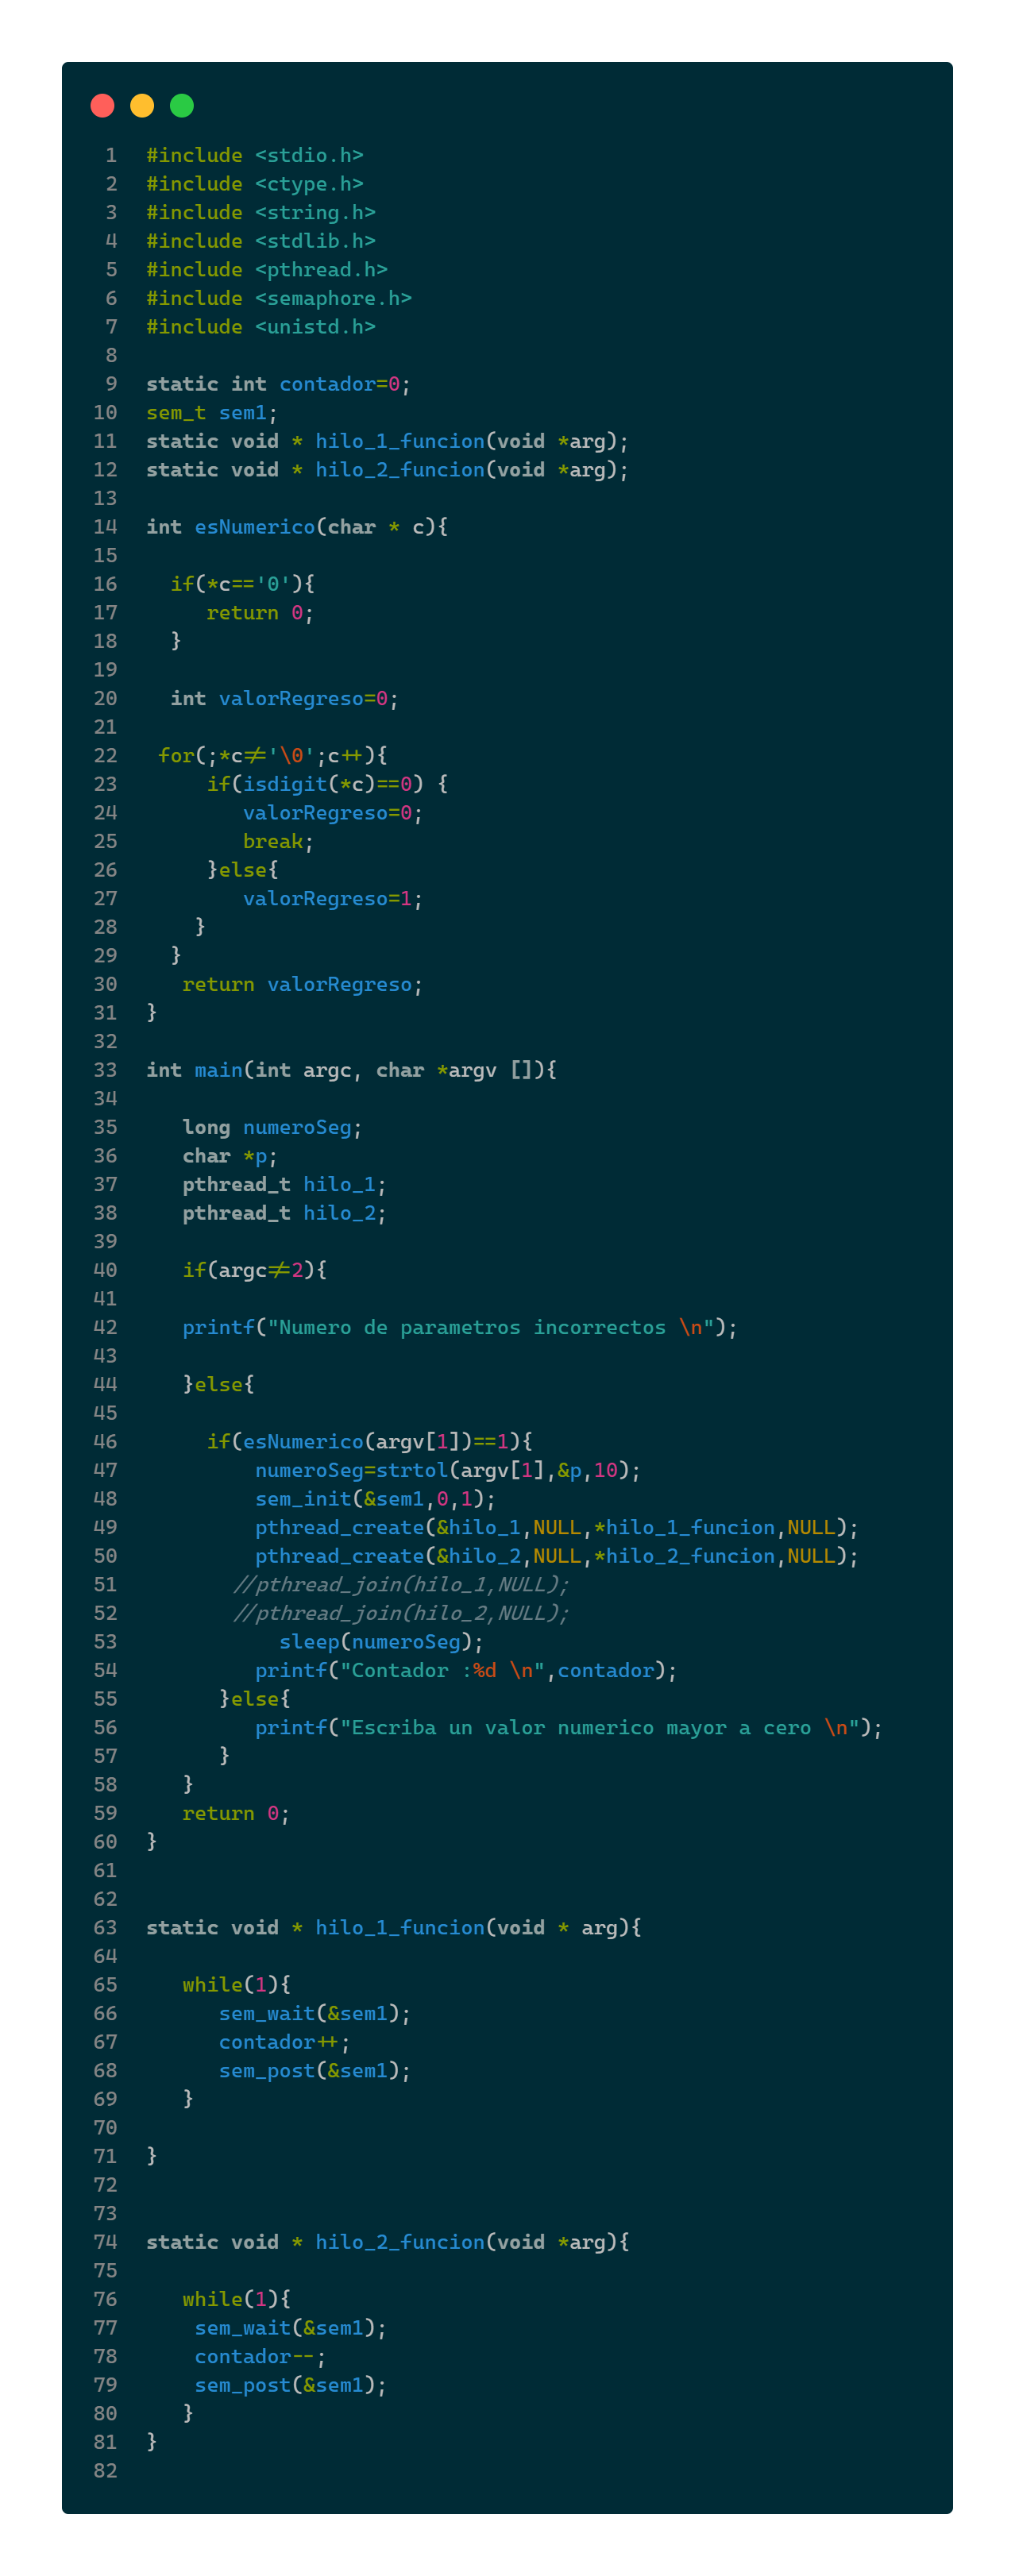 1 #include <stdio.h>
2 #include <ctype.h>
3 #include <string.h>
4 #include <stdlib.h>
5 #include <pthread.h>
6 #include <semaphore.h>
7 #include <unistd.h>
8
9 static int contador=0;
10 sem_t sem1;
11 static void * hilo_1_funcion(void *arg);
12 static void * hilo_2_funcion(void *arg);
13
14 int esNumerico(char * c){
15
16   if(*c=='0'){
17      return 0;
18   }
19
20   int valorRegreso=0;
21
22  for(;*c!='\0';c++){
23      if(isdigit(*c)==0) {
24         valorRegreso=0;
25         break;
26      }else{
27         valorRegreso=1;
28     }
29   }
30    return valorRegreso;
31 }
32
33 int main(int argc, char *argv []){
34
35    long numeroSeg;
36    char *p;
37    pthread_t hilo_1;
38    pthread_t hilo_2;
39
40    if(argc!=2){
41
42    printf("Numero de parametros incorrectos \n");
43
44    }else{
45
46      if(esNumerico(argv[1])==1){
47          numeroSeg=strtol(argv[1],&p,10);
48          sem_init(&sem1,0,1);
49          pthread_create(&hilo_1,NULL,*hilo_1_funcion,NULL);
50          pthread_create(&hilo_2,NULL,*hilo_2_funcion,NULL);
51        //pthread_join(hilo_1,NULL);
52        //pthread_join(hilo_2,NULL);
53            sleep(numeroSeg);
54          printf("Contador :%d \n",contador);
55       }else{
56          printf("Escriba un valor numerico mayor a cero \n");
57       }
58    }
59    return 0;
60 }
61
62
63 static void * hilo_1_funcion(void * arg){
64
65    while(1){
66       sem_wait(&sem1);
67       contador++;
68       sem_post(&sem1);
69    }
70
71 }
72
73
74 static void * hilo_2_funcion(void *arg){
75
76    while(1){
77     sem_wait(&sem1);
78     contador--;
79     sem_post(&sem1);
80    }
81 }
82